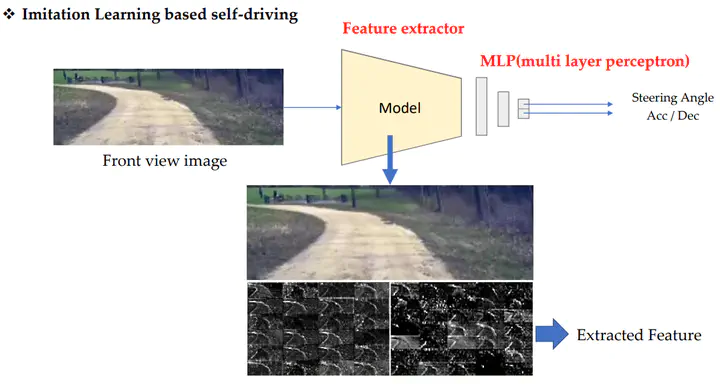 ❖ Imitation Learning based self-driving
Feature extractor
MLP(multi layer perceptron)
Model
Steering Angle
Acc / Dec
Front view image
Extracted Feature